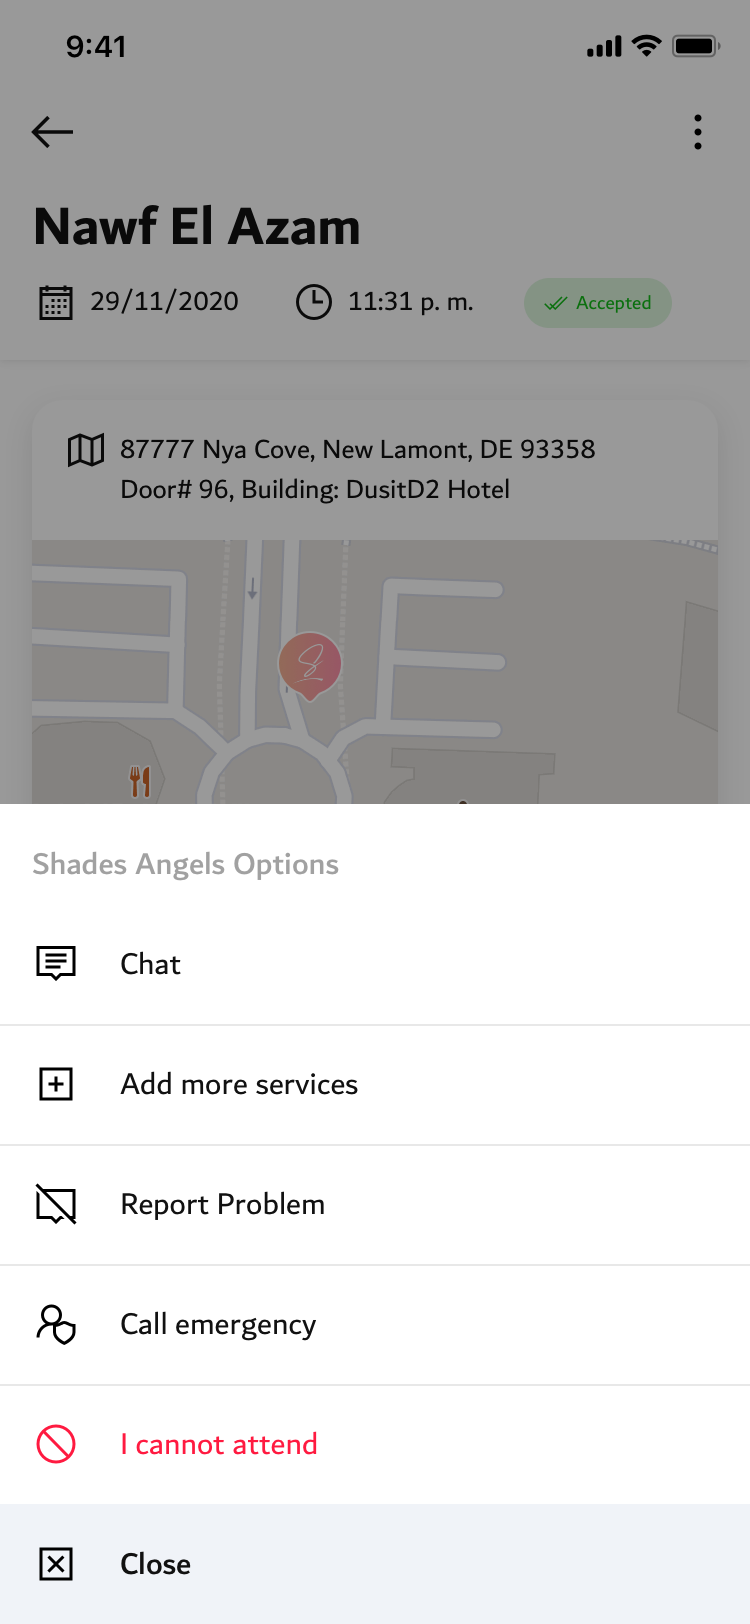 9:41
Nawf El Azam
29/11/2020 11:31 p. m. Accepted
87777 Nya Cove, New Lamont, DE 93358
Door# 96, Building: DusitD2 Hotel
Shades Angels Options
Chat
Add more services
Report Problem
Call emergency
I cannot attend
Close